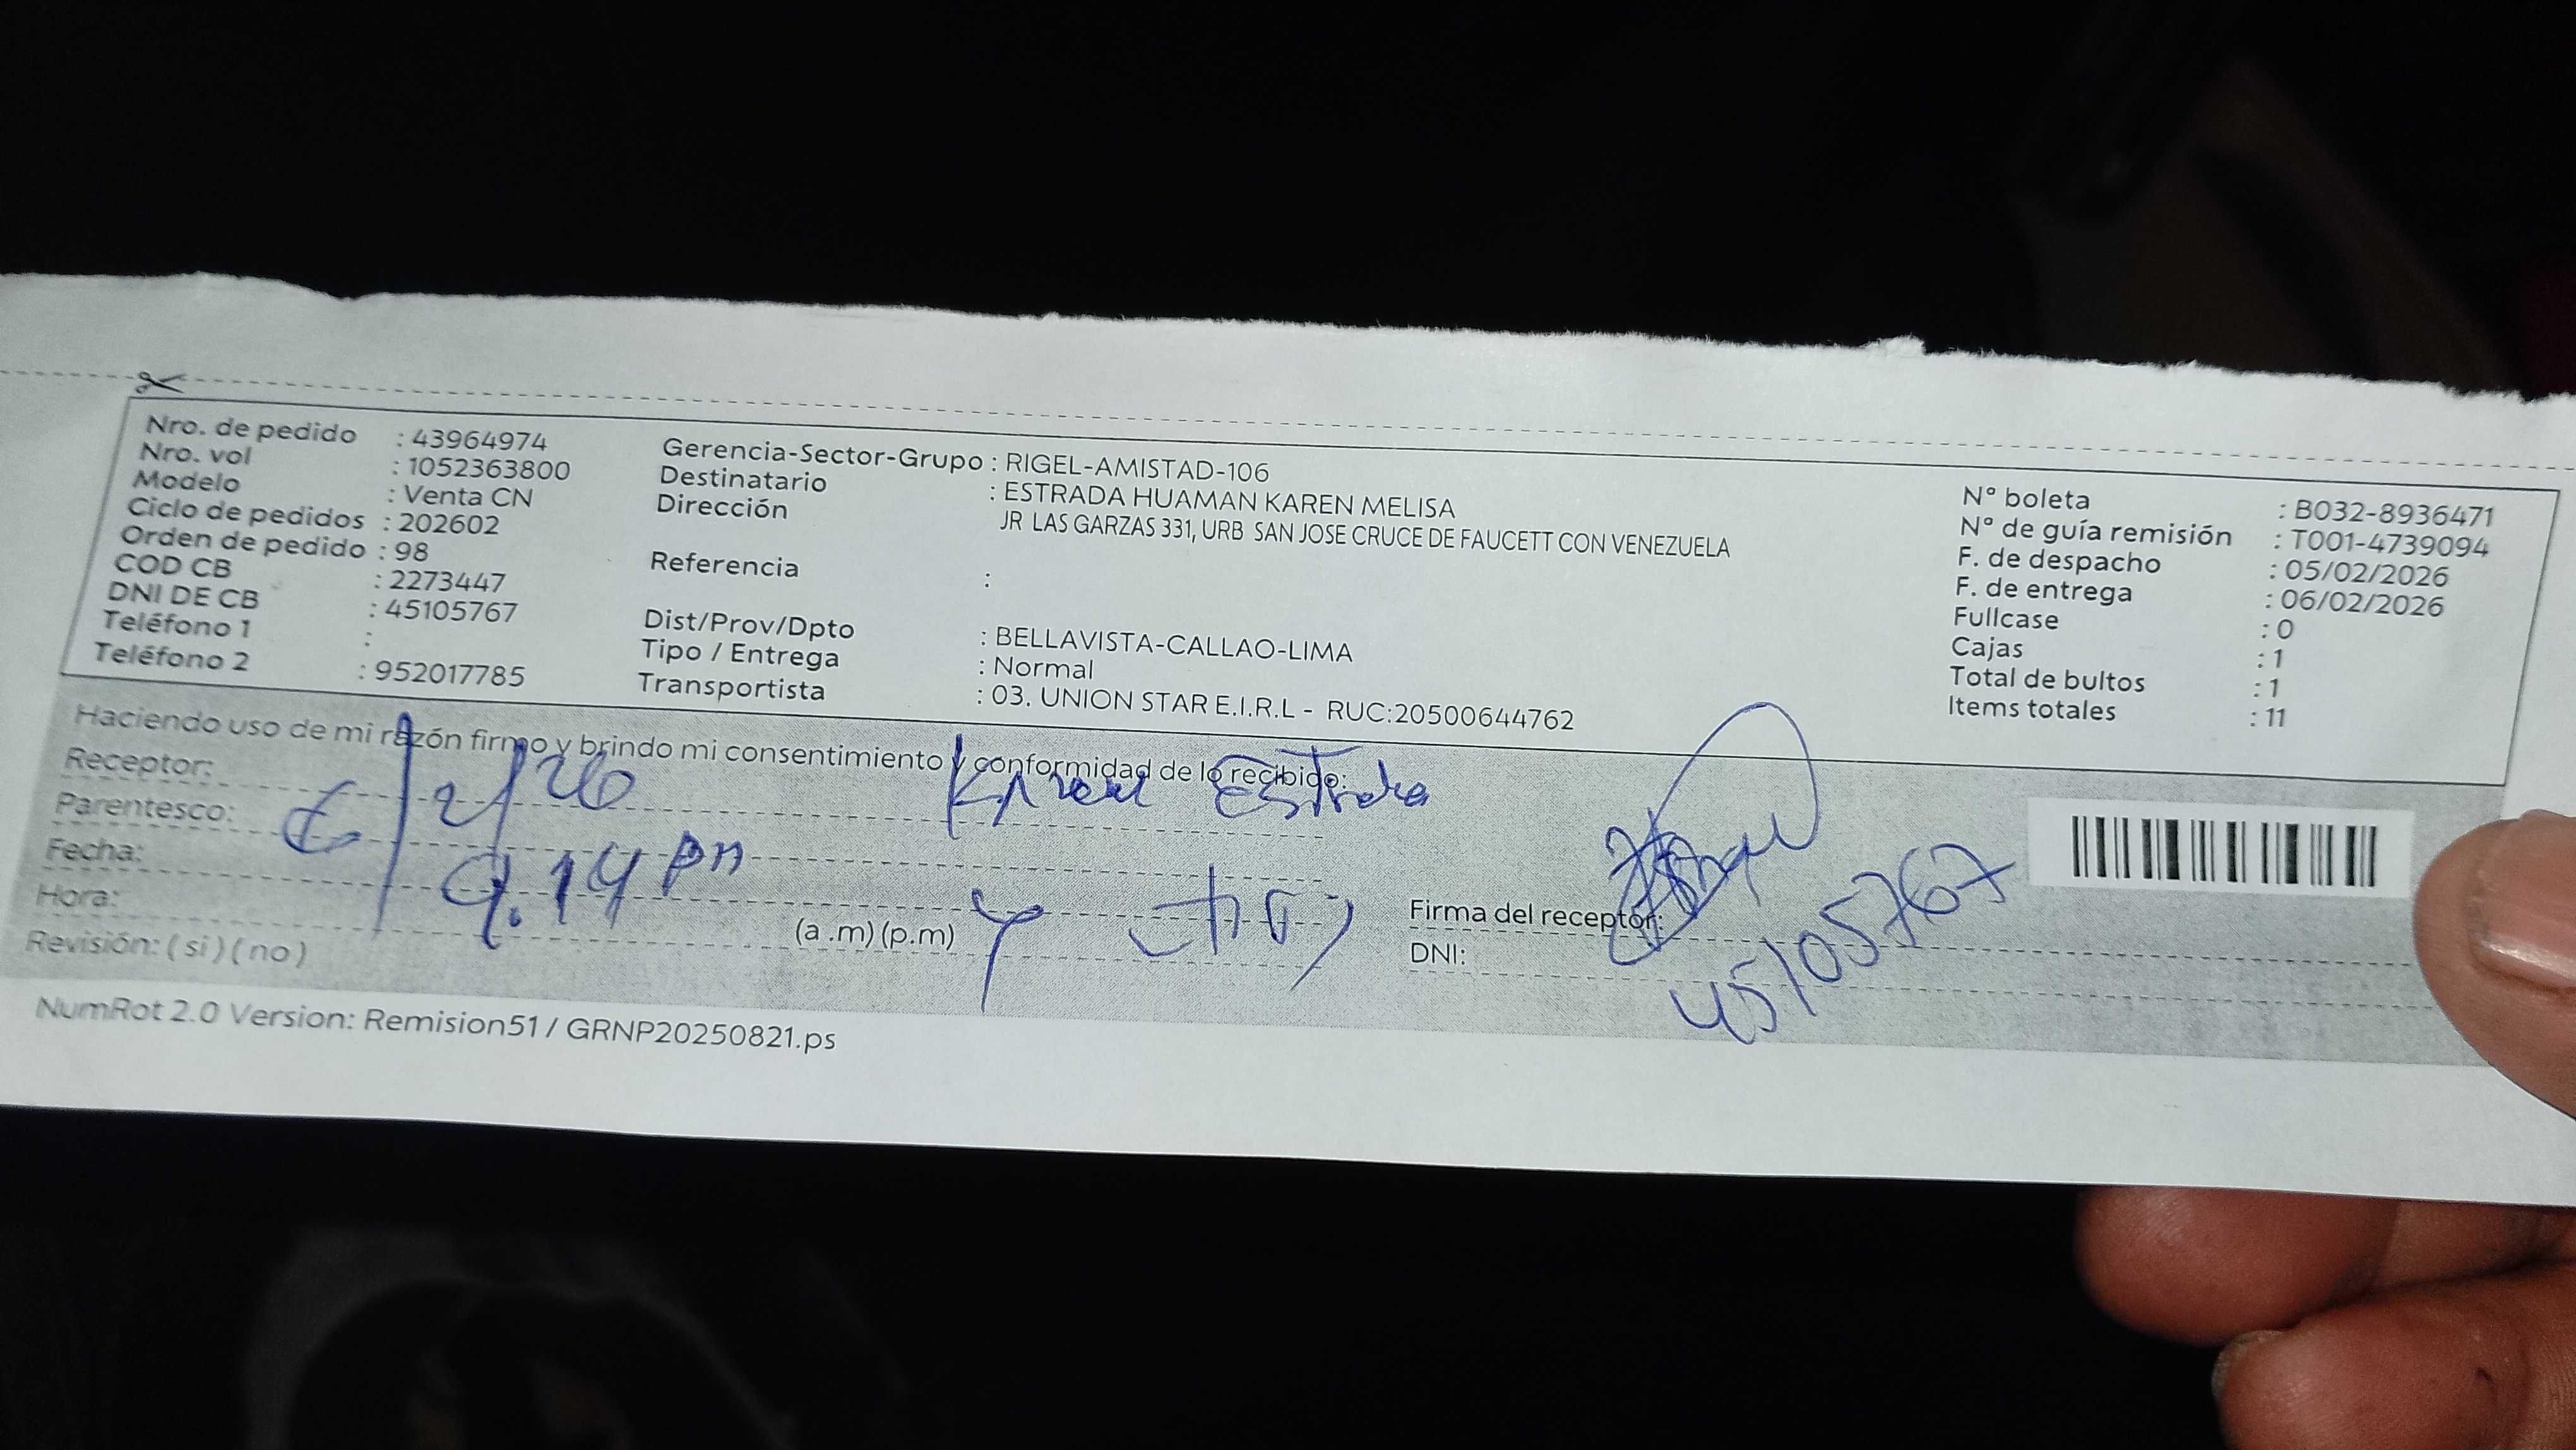 Nro. de pedido : 43964974
Nro. vol : 1052363800
Modelo : Venta CN
Ciclo de pedidos : 202602
Orden de pedido : 98
COD CB : 2273447
DNI DE CB : 45105767
Teléfono 1 :
Teléfono 2 : 952017785
Gerencia-Sector-Grupo : RIGEL-AMISTAD-106
Destinatario : ESTRADA HUAMAN KAREN MELISA
Dirección JR LAS GARZAS 331, URB SAN JOSE CRUCE DE FAUCETT CON VENEZUELA
Referencia :
Dist/Prov/Dpto : BELLAVISTA-CALLAO-LIMA
Tipo / Entrega : Normal
Transportista : 03. UNION STAR E.I.R.L - RUC:20500644762
N° boleta : B032-8936471
N° de guía remisión : T001-4739094
F. de despacho : 05/02/2026
F. de entrega : 06/02/2026
Fullcase : 0
Cajas : 1
Total de bultos : 1
Items totales : 11
Haciendo uso de mi razón firmo y brindo mi consentimiento y conformidad de lo recibido:
Receptor: Karen Estrada
Parentesco:
Fecha: 6/2/26
Hora: 9.14 pm (a .m) (p.m)
Revisión: ( si ) ( no )
Firma del receptor:
DNI: 45105767
NumRot 2.0 Version: Remision51 / GRNP20250821.ps